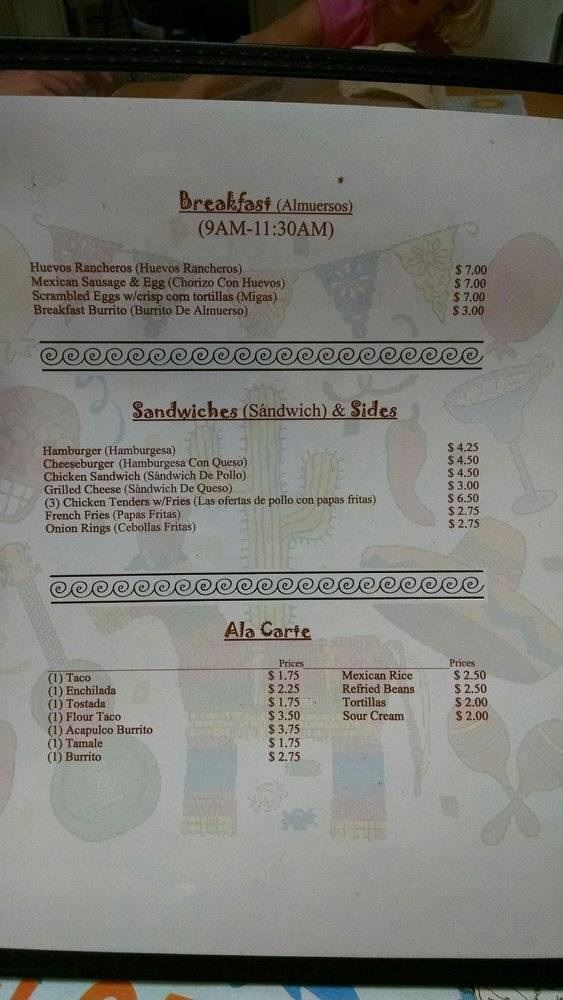 Breakfast (Almuersos)
(9AM-11:30AM)
Huevos Rancheros (Huevos Rancheros) $ 7.00
Mexican Sausage & Egg (Chorizo Con Huevos) $ 7.00
Scrambled Eggs w/crisp corn tortillas (Migas) $ 7.00
Breakfast Burrito (Burrito De Almuerso) $ 3.00
Sandwiches (Sándwich) & Sides
Hamburger (Hamburgesa) $ 4.25
Cheeseburger (Hamburgesa Con Queso) $ 4.50
Chicken Sandwich (Sándwich De Pollo) $ 4.50
Grilled Cheese (Sándwich De Queso) $ 3.00
(3) Chicken Tenders w/Fries (Las ofertas de pollo con papas fritas) $ 6.50
French Fries (Papas Fritas) $ 2.75
Onion Rings (Cebollas Fritas) $ 2.75
Ala Carte
Prices Prices
(1) Taco $ 1.75 Mexican Rice $ 2.50
(1) Enchilada $ 2.25 Refried Beans $ 2.50
(1) Tostada $ 1.75 Tortillas $ 2.00
(1) Flour Taco $ 3.50 Sour Cream $ 2.00
(1) Acapulco Burrito $ 3.75
(1) Tamale $ 1.75
(1) Burrito $ 2.75